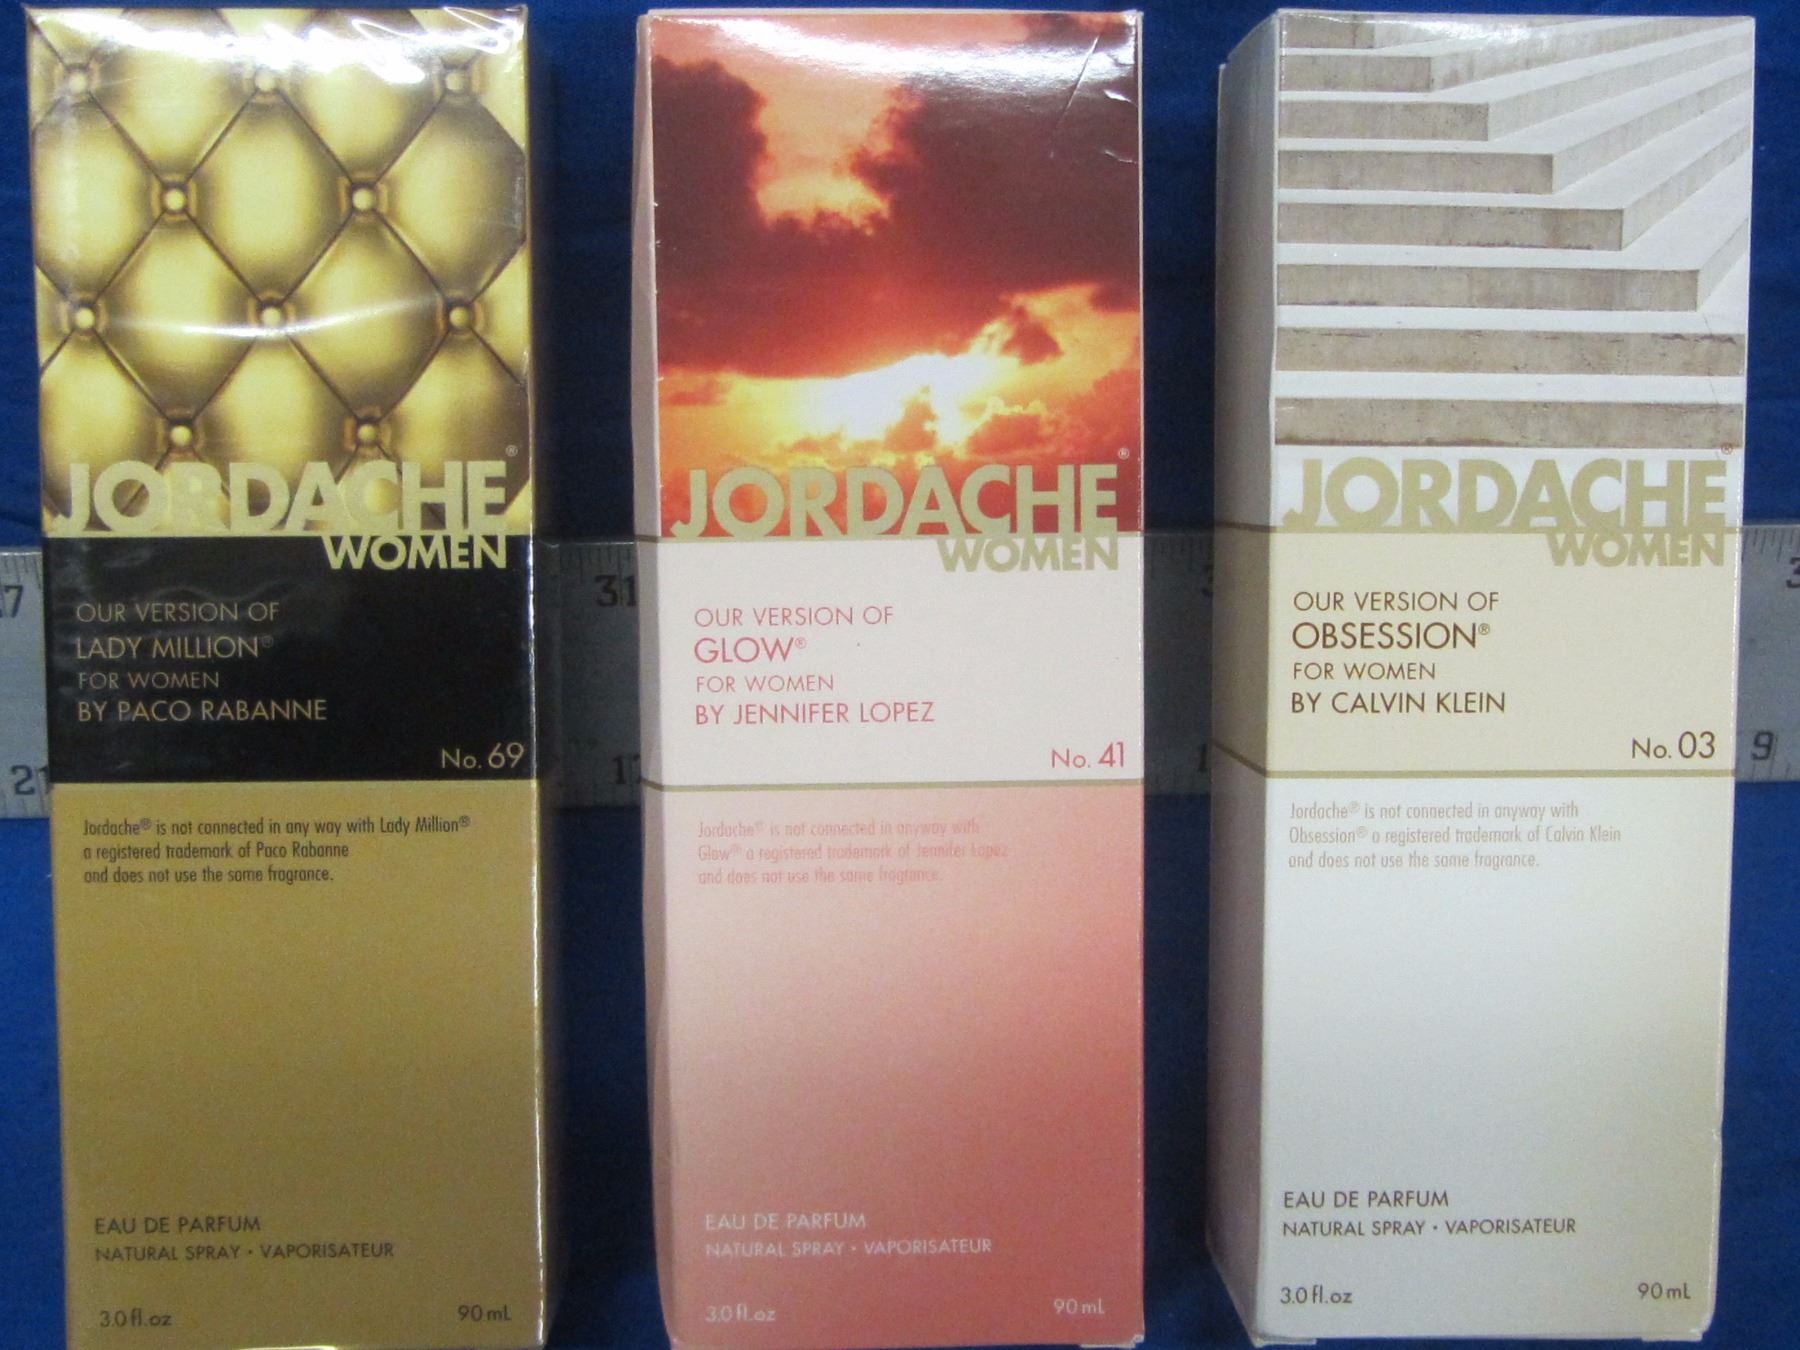 JORDACHE®
WOMEN
OUR VERSION OF
LADY MILLION®
FOR WOMEN
BY PACO RABANNE
No. 69
Jordache® is not connected in any way with Lady Million®
a registered trademark of Paco Rabanne
and does not use the same fragrance.
EAU DE PARFUM
NATURAL SPRAY • VAPORISATEUR
3.0 fl.oz
90 mL
JORDACHE®
WOMEN
OUR VERSION OF
GLOW®
FOR WOMEN
BY JENNIFER LOPEZ
No. 41
Jordache® is not connected in anyway with
Glow® a registered trademark of Jennifer Lopez
and does not use the same fragrance.
EAU DE PARFUM
NATURAL SPRAY • VAPORISATEUR
3.0 fl.oz
90 mL
JORDACHE®
WOMEN
OUR VERSION OF
OBSESSION®
FOR WOMEN
BY CALVIN KLEIN
No. 03
Jordache® is not connected in anyway with
Obsession® a registered trademark of Calvin Klein
and does not use the same fragrance.
EAU DE PARFUM
NATURAL SPRAY • VAPORISATEUR
3.0 fl.oz
90 mL
31
9